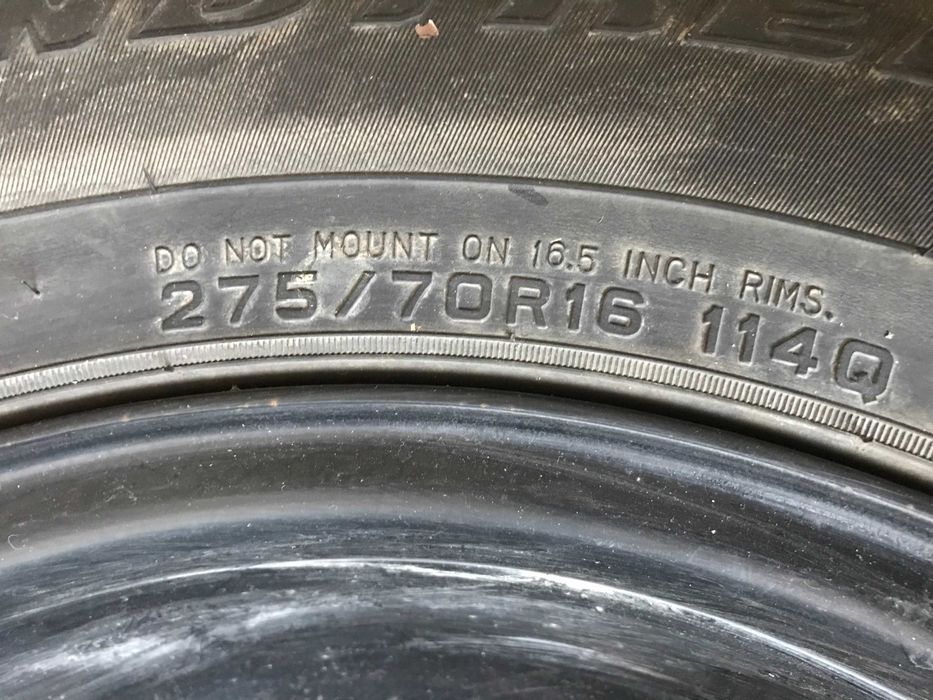 DO NOT MOUNT ON 16.5 INCH RIMS.
275/70R16 114Q